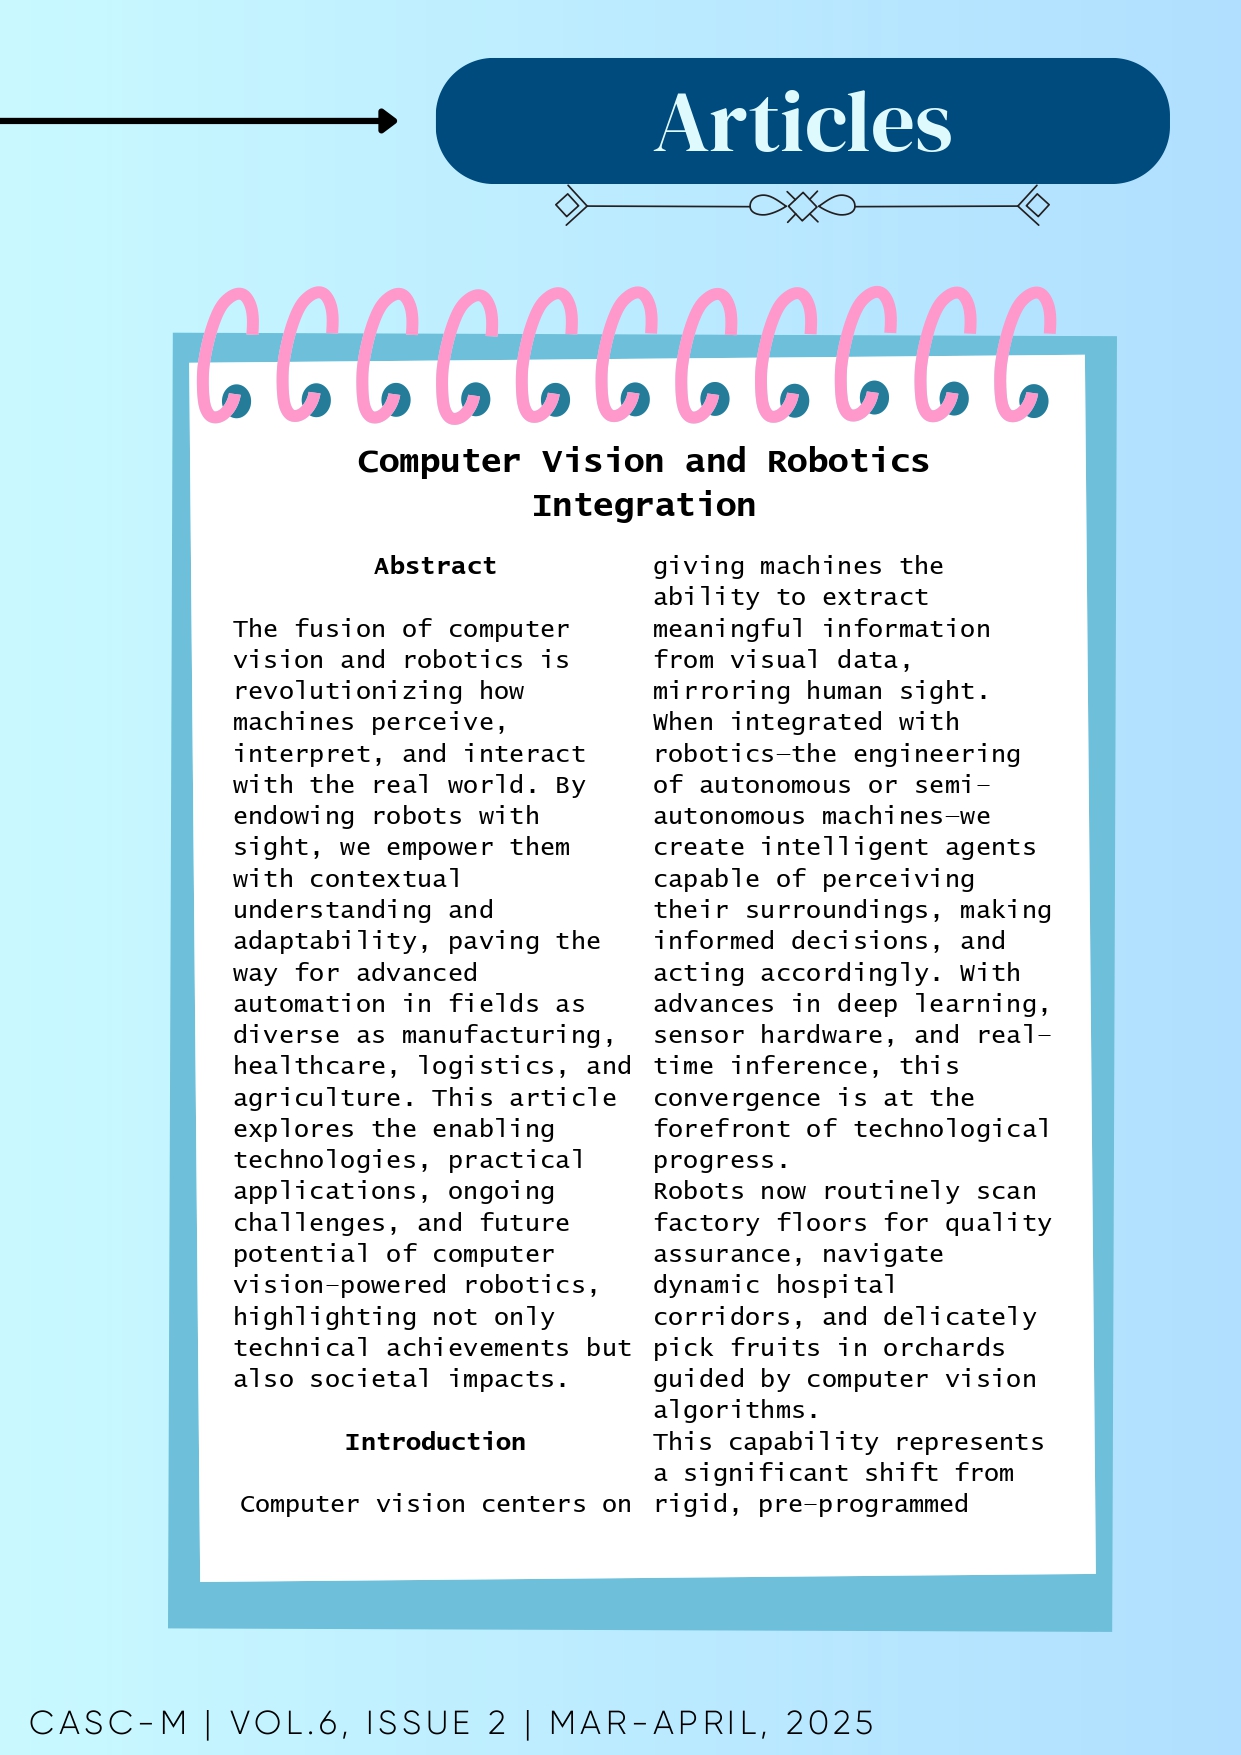 Articles
Computer Vision and Robotics
Integration
Abstract
The fusion of computer
vision and robotics is
revolutionizing how
machines perceive,
interpret, and interact
with the real world. By
endowing robots with
sight, we empower them
with contextual
understanding and
adaptability, paving the
way for advanced
automation in fields as
diverse as manufacturing,
healthcare, logistics, and
agriculture. This article
explores the enabling
technologies, practical
applications, ongoing
challenges, and future
potential of computer
vision-powered robotics,
highlighting not only
technical achievements but
also societal impacts.
Introduction
Computer vision centers on
giving machines the
ability to extract
meaningful information
from visual data,
mirroring human sight.
When integrated with
robotics—the engineering
of autonomous or semi-
autonomous machines—we
create intelligent agents
capable of perceiving
their surroundings, making
informed decisions, and
acting accordingly. With
advances in deep learning,
sensor hardware, and real-
time inference, this
convergence is at the
forefront of technological
progress.
Robots now routinely scan
factory floors for quality
assurance, navigate
dynamic hospital
corridors, and delicately
pick fruits in orchards
guided by computer vision
algorithms.
This capability represents
a significant shift from
rigid, pre-programmed
CASC-M | VOL.6, ISSUE 2 | MAR-APRIL, 2025